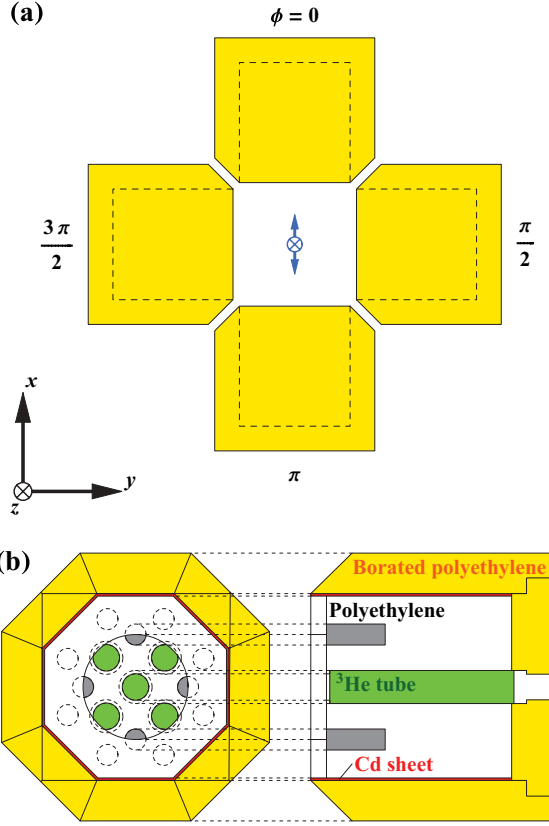 (a)
ϕ = 0
3π
2
π
2
π
x
y
z
(b)
Borated polyethylene
Polyethylene
³He tube
Cd sheet